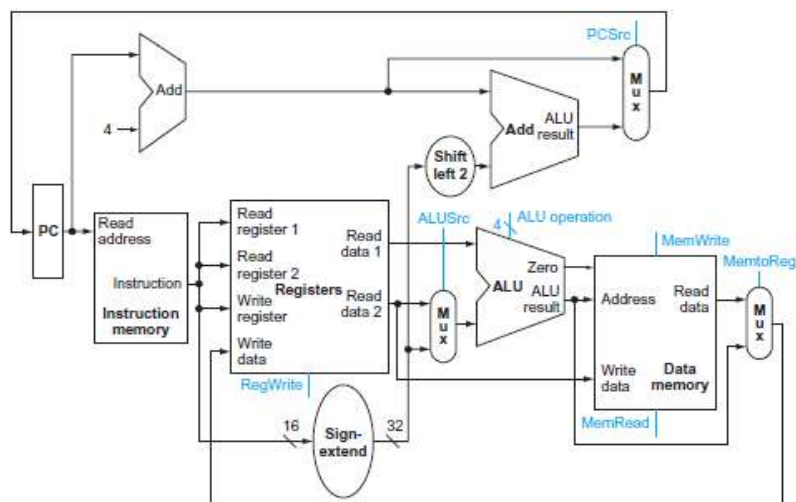 PCSrc
M
u
x
Add
4
Add
ALU
result
Shift
left 2
PC
Read
address
Instruction
Instruction
memory
Read
register 1
Read
register 2
Write
register
Write
data
Registers
Read
data 1
Read
data 2
RegWrite
ALUSrc
M
u
x
4
ALU operation
Zero
ALU
ALU
result
MemWrite
Address
Read
data
Write
data
Data
memory
MemRead
MemtoReg
M
u
x
16
Sign-
extend
32